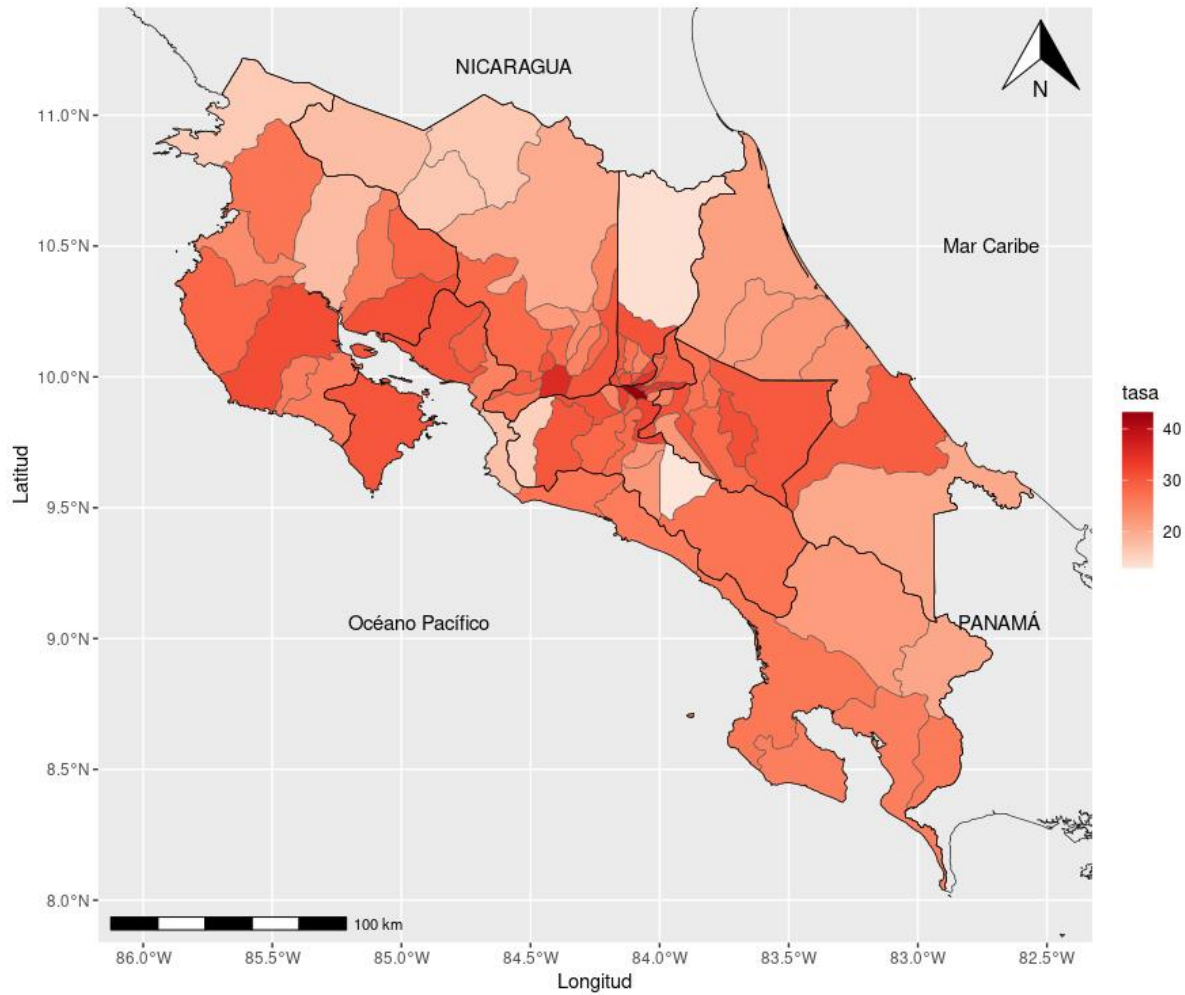 NICARAGUA
N
11.0°N
10.5°N
10.0°N
9.5°N
9.0°N
8.5°N
8.0°N
Latitud
Mar Caribe
Océano Pacífico
PANAMÁ
tasa
40
30
20
100 km
86.0°W 85.5°W 85.0°W 84.5°W 84.0°W 83.5°W 83.0°W 82.5°W
Longitud